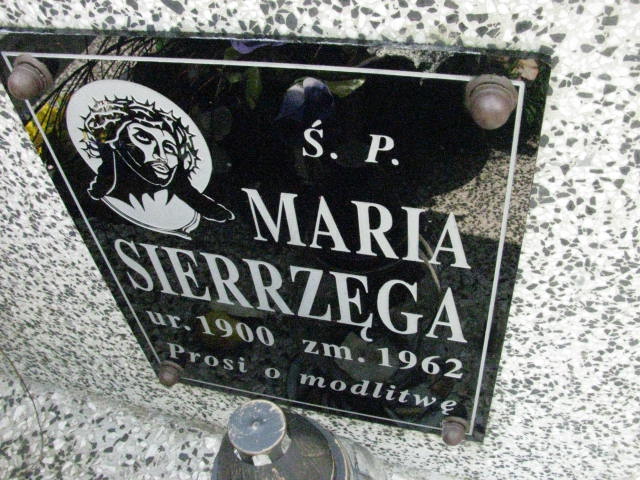 Ś. P.
MARIA
SIERRZĘGA
ur. 1900 zm. 1962
Prosi o modlitwę